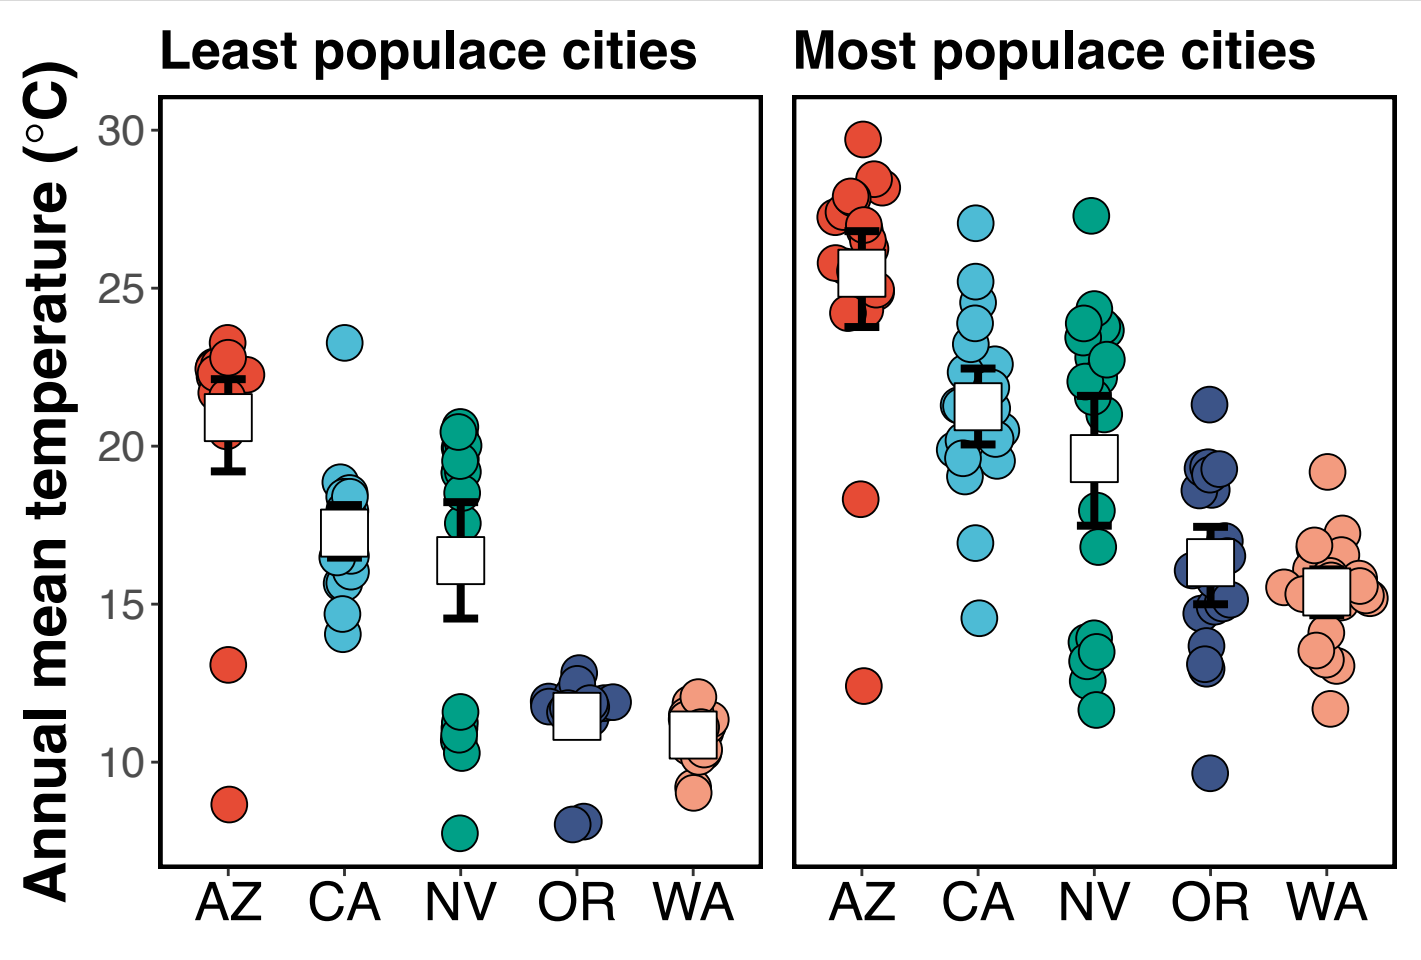 Least populace cities
Most populace cities
Annual mean temperature (°C)
30
25
20
15
10
AZ CA NV OR WA
AZ CA NV OR WA